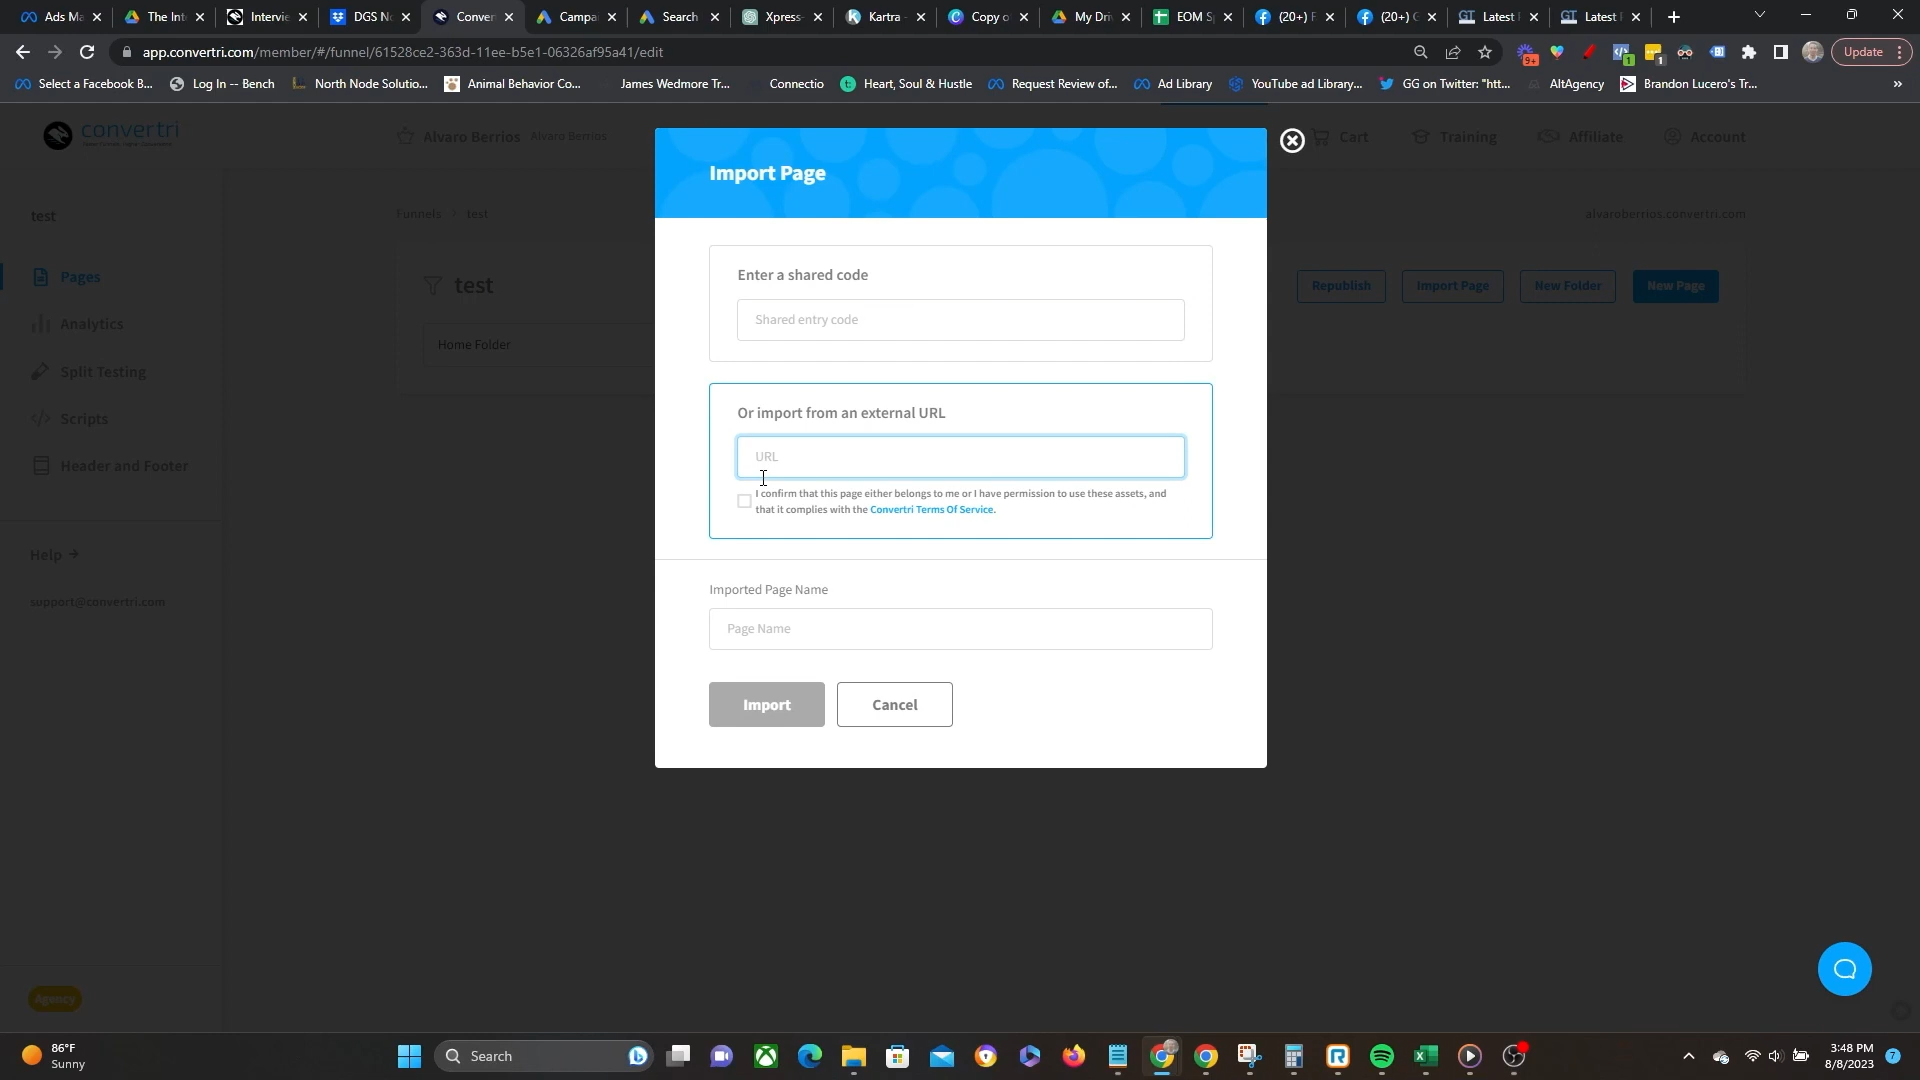 Ads Ma
The Int
Intervie
DGS No
Conver
Campai
Search
Xpress-
Kartra
Copy o
My Dri
EOM S
(20+) F
(20+) G
Latest
Latest
app.convertri.com/member/#/funnel/61528ce2-363d-11ee-b5e1-06326af95a41/edit
9+
1
1
Update
Select a Facebook B...
Log In -- Bench
North Node Solutio...
Animal Behavior Co...
James Wedmore Tr...
Connectio
Heart, Soul & Hustle
Request Review of...
Ad Library
YouTube ad Library...
GG on Twitter: "htt...
AltAgency
Brandon Lucero's Tr...
»
convertri
Alvaro Berrios
Alvaro Berrios
Cart
Training
Affiliate
Account
Import Page
test
Funnels > test
alvaroberrios.convertri.com
Pages
Analytics
Split Testing
Scripts
Header and Footer
Help →
support@convertri.com
Agency
test
Home Folder
Republish
Import Page
New Folder
New Page
Enter a shared code
Shared entry code
Or import from an external URL
URL
I confirm that this page either belongs to me or I have permission to use these assets, and
that it complies with the Convertri Terms Of Service.
Imported Page Name
Page Name
Import
Cancel
86°F
Sunny
Search
3:48 PM
8/8/2023
7